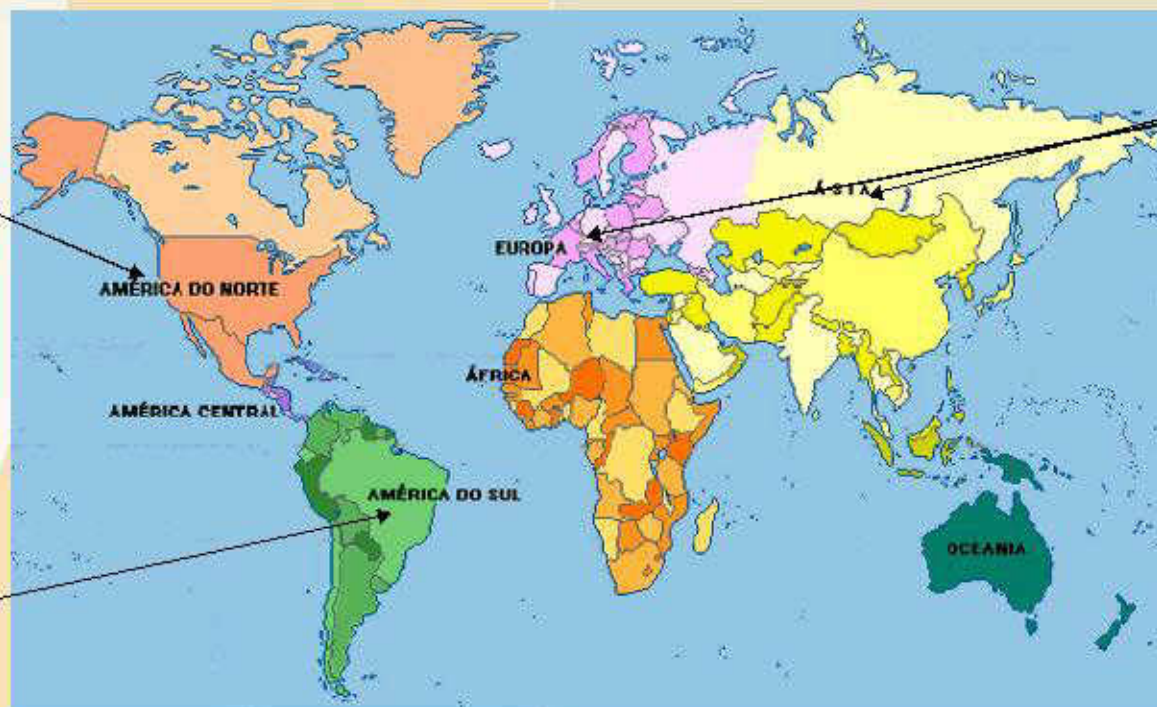 ÁSIA
EUROPA
AMÉRICA DO NORTE
ÁFRICA
AMÉRICA CENTRAL
AMÉRICA DO SUL
OCEANIA